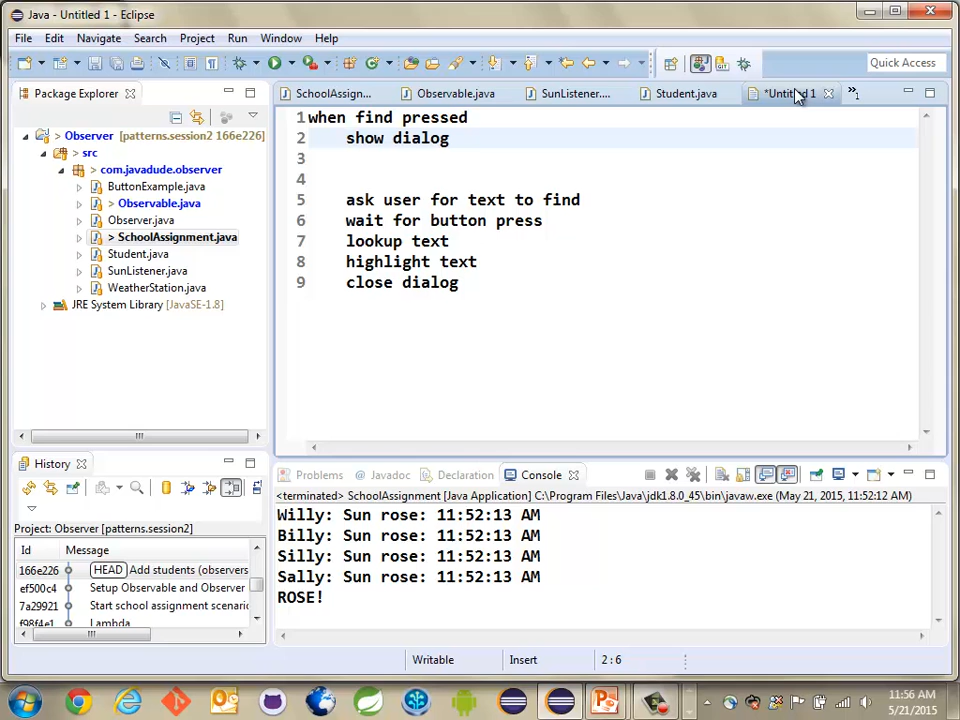 Java - Untitled 1 - Eclipse
File Edit Navigate Search Project Run Window Help
Quick Access
Package Explorer
SchoolAssign... Observable.java SunListener.... Student.java *Untitled 1 »1
> Observer [patterns.session2 166e226]
> src
> com.javadude.observer
ButtonExample.java
> Observable.java
Observer.java
> SchoolAssignment.java
Student.java
SunListener.java
WeatherStation.java
JRE System Library [JavaSE-1.8]
1 when find pressed
2 show dialog
3
4
5 ask user for text to find
6 wait for button press
7 lookup text
8 highlight text
9 close dialog
History
Project: Observer [patterns.session2]
Id Message
166e226 HEAD Add students (observers
ef500c4 Setup Observable and Observer
7a29921 Start school assignment scenaric
f98f4e1 Lambda
Problems @ Javadoc Declaration Console
<terminated> SchoolAssignment [Java Application] C:\Program Files\Java\jdk1.8.0_45\bin\javaw.exe (May 21, 2015, 11:52:12 AM)
Willy: Sun rose: 11:52:13 AM
Billy: Sun rose: 11:52:13 AM
Silly: Sun rose: 11:52:13 AM
Sally: Sun rose: 11:52:13 AM
ROSE!
Writable Insert 2 : 6
11:56 AM
5/21/2015